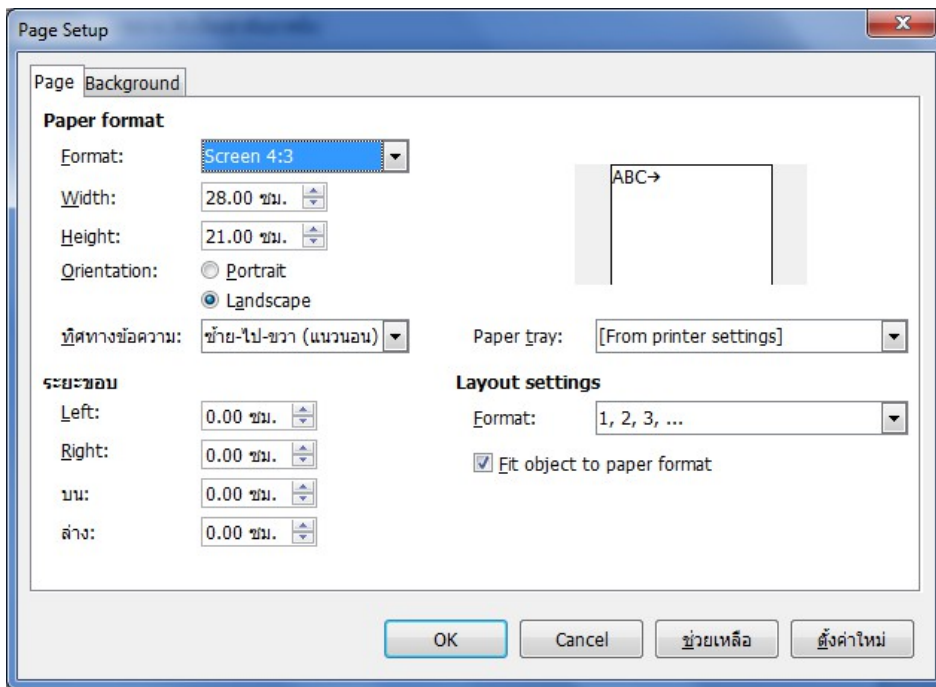 Page Setup
Page Background
Paper format
Format: Screen 4:3
ABC→
Width: 28.00 ซม.
Height: 21.00 ซม.
Orientation: Portrait
Landscape
ทิศทางข้อความ: ซ้าย-ไป-ขวา (แนวนอน) Paper tray: [From printer settings]
ระยะขอบ Layout settings
Left: 0.00 ซม. Format: 1, 2, 3, ...
Right: 0.00 ซม. Fit object to paper format
บน: 0.00 ซม.
ล่าง: 0.00 ซม.
OK Cancel ช่วยเหลือ ตั้งค่าใหม่